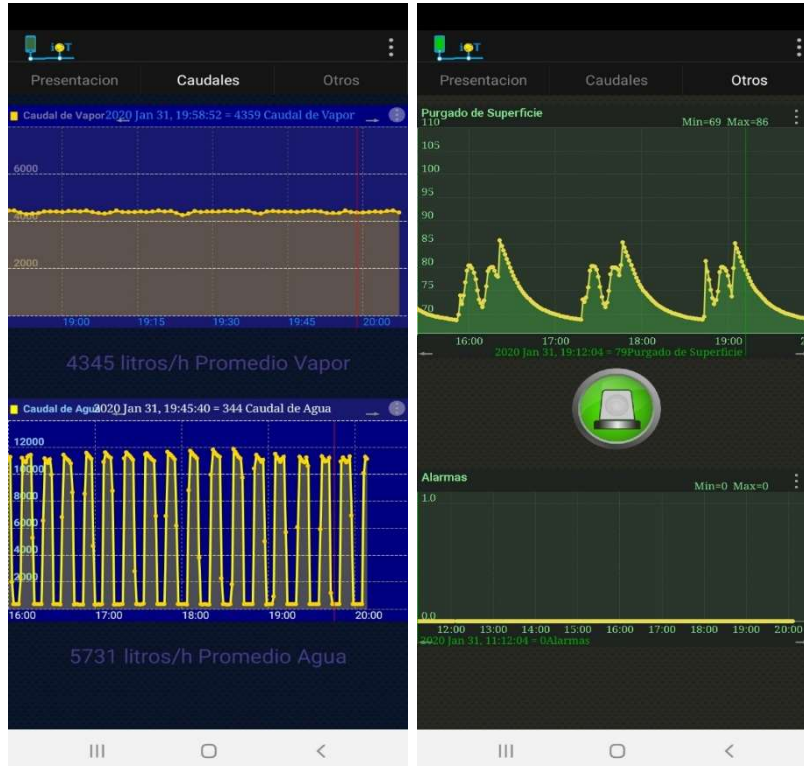 iOT
Presentacion Caudales Otros
Caudal de Vapor 2020 Jan 31, 19:58:52 = 4359 Caudal de Vapor
6000
4000
2000
19:00 19:15 19:30 19:45 20:00
4345 litros/h Promedio Vapor
Caudal de Agua 2020 Jan 31, 19:45:40 = 344 Caudal de Agua
12000
10000
8000
6000
4000
2000
16:00 17:00 18:00 19:00 20:00
5731 litros/h Promedio Agua
iOT
Presentacion Caudales Otros
Purgado de Superficie
Min=69 Max=86
110
105
100
95
90
85
80
75
70
16:00 17:00 18:00 19:00
2020 Jan 31, 19:12:04 = 79Purgado de Superficie
Alarmas
Min=0 Max=0
1.0
0.0
12:00 13:00 14:00 15:00 16:00 17:00 18:00 19:00 20:00
2020 Jan 31, 11:12:04 = 0Alarmas